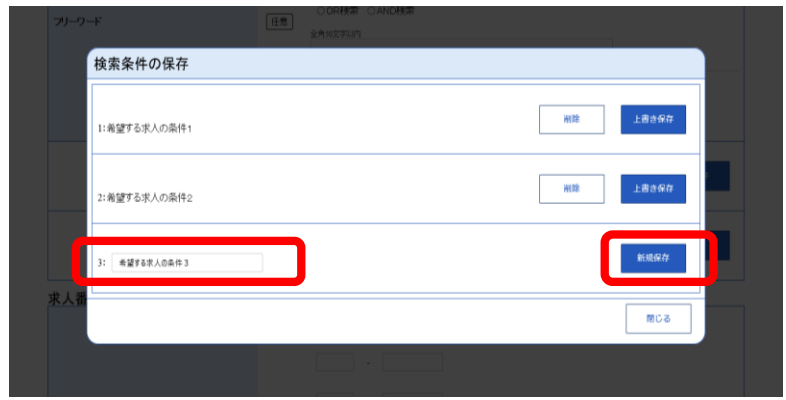 フリーワード
任意
○OR検索 ○AND検索
検索条件の保存
1:希望する求人の条件1
削除
上書き保存
2:希望する求人の条件2
削除
上書き保存
3: 希望する求人の条件3
新規保存
求人番
閉じる
-